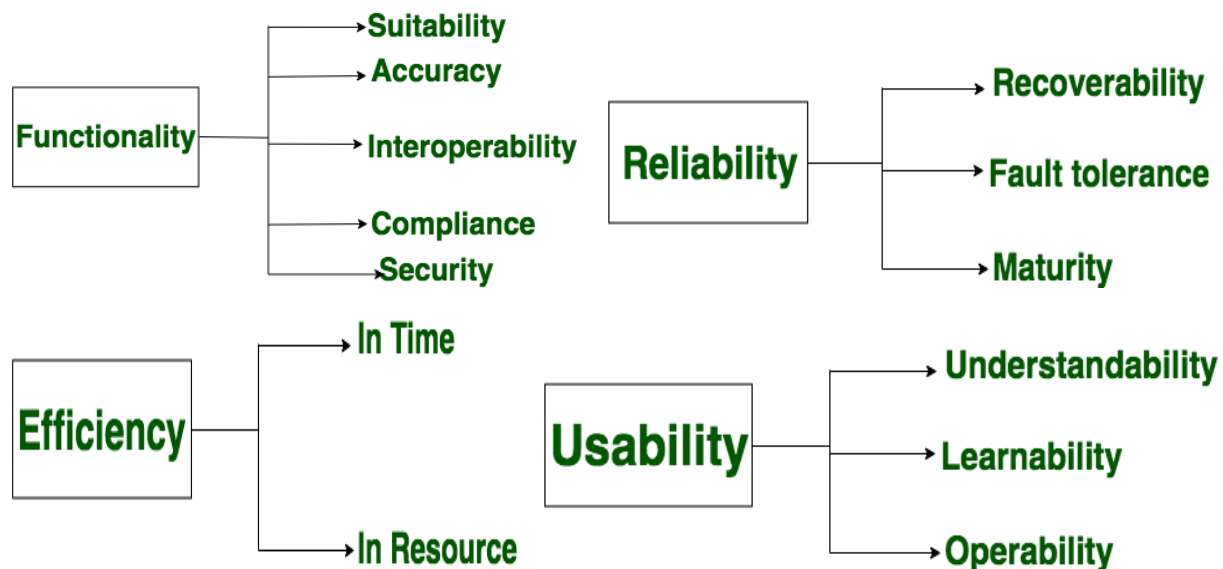 Functionality
Suitability
Accuracy
Interoperability
Compliance
Security
Reliability
Recoverability
Fault tolerance
Maturity
Efficiency
In Time
In Resource
Usability
Understandability
Learnability
Operability